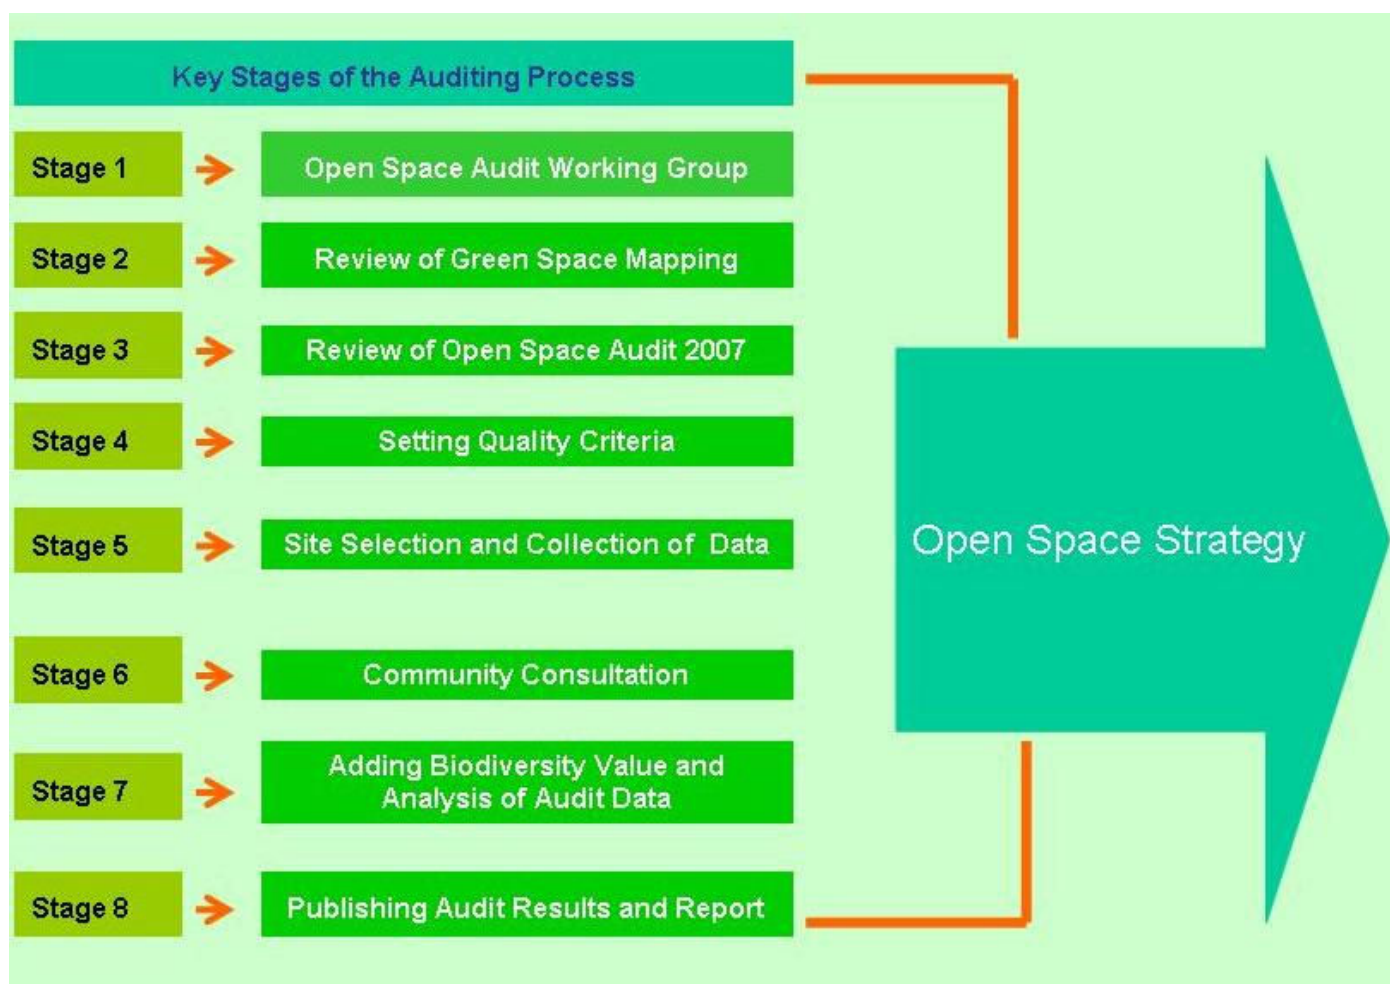 Key Stages of the Auditing Process
Stage 1
Open Space Audit Working Group
Stage 2
Review of Green Space Mapping
Stage 3
Review of Open Space Audit 2007
Stage 4
Setting Quality Criteria
Stage 5
Site Selection and Collection of Data
Stage 6
Community Consultation
Stage 7
Adding Biodiversity Value and
Analysis of Audit Data
Stage 8
Publishing Audit Results and Report
Open Space Strategy